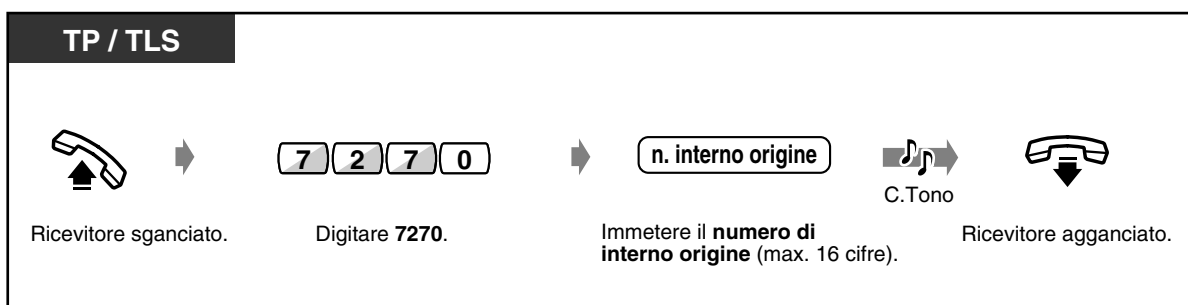 TP / TLS
7 2 7 0
n. interno origine
C.Tono
Ricevitore sganciato.
Digitare 7270.
Immetere il numero di
interno origine (max. 16 cifre).
Ricevitore agganciato.